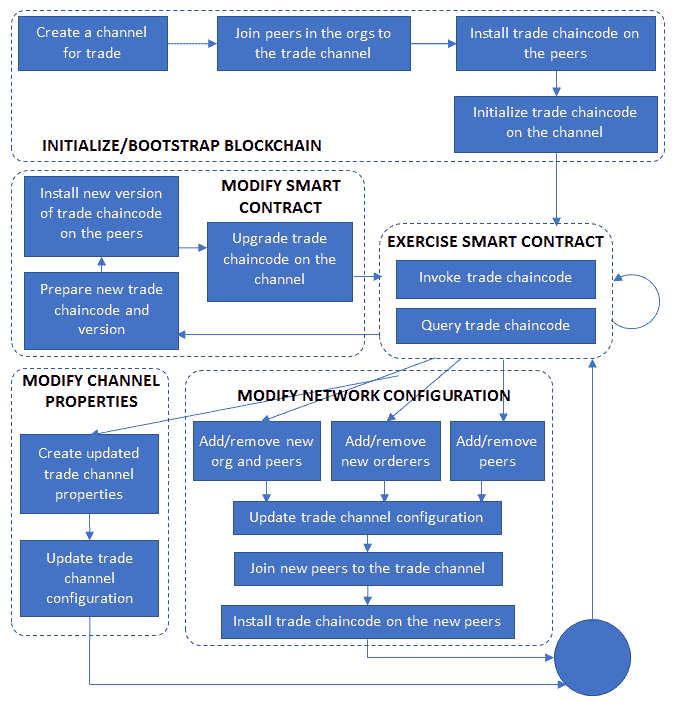 Create a channel
for trade
Join peers in the orgs to
the trade channel
Install trade chaincode on
the peers
Initialize trade chaincode
on the channel
INITIALIZE/BOOTSTRAP BLOCKCHAIN
MODIFY SMART
CONTRACT
Install new version
of trade chaincode
on the peers
Upgrade trade
chaincode on the
channel
Prepare new trade
chaincode and
version
EXERCISE SMART CONTRACT
Invoke trade chaincode
Query trade chaincode
MODIFY CHANNEL
PROPERTIES
Create updated
trade channel
properties
Update trade
channel
configuration
MODIFY NETWORK CONFIGURATION
Add/remove new
org and peers
Add/remove
new orderers
Add/remove
peers
Update trade channel configuration
Join new peers to the trade channel
Install trade chaincode on the new peers